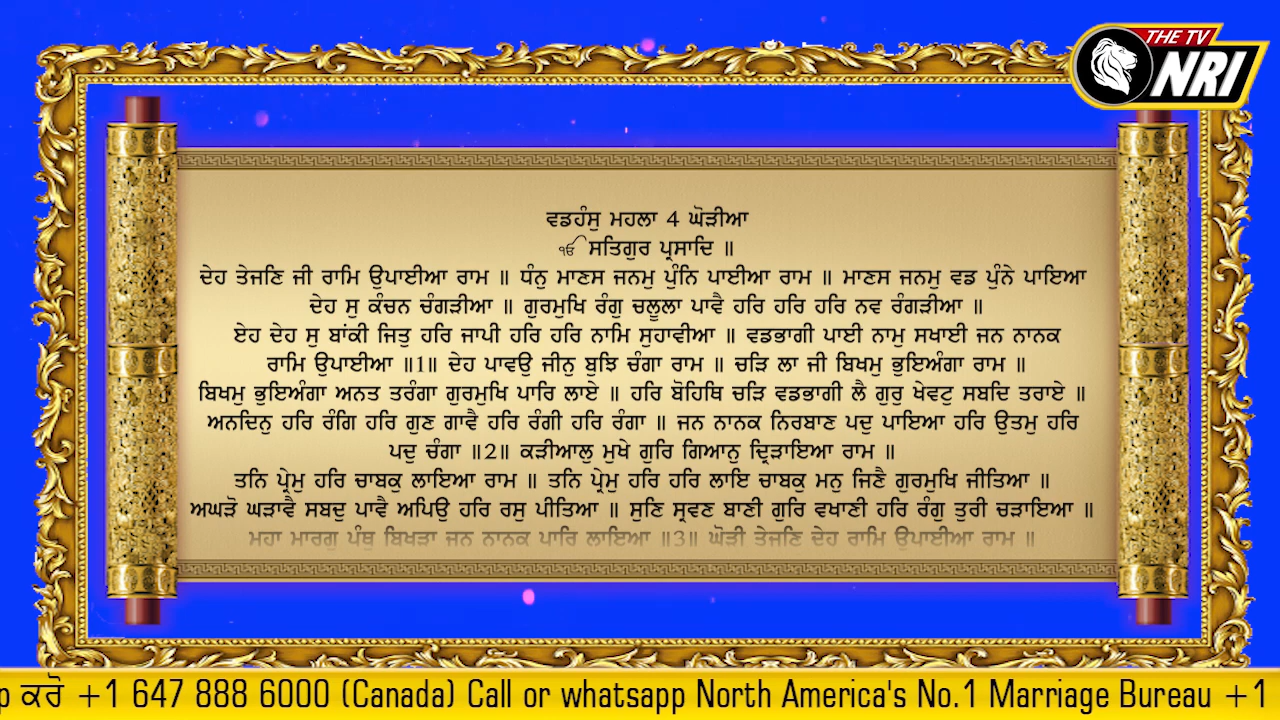 THE TV
NRI
ਵਡਹੰਸੁ ਮਹਲਾ 4 ਘੋੜੀਆ
ੴ ਸਤਿਗੁਰ ਪ੍ਰਸਾਦਿ ॥
ਦੇਹ ਤੇਜਣਿ ਜੀ ਰਾਮਿ ਉਪਾਈਆ ਰਾਮ ॥ ਧੰਨੁ ਮਾਣਸ ਜਨਮੁ ਪੁੰਨਿ ਪਾਈਆ ਰਾਮ ॥ ਮਾਣਸ ਜਨਮੁ ਵਡ ਪੁੰਨੇ ਪਾਇਆ
ਦੇਹ ਸੁ ਕੰਚਨ ਚੰਗੜੀਆ ॥ ਗੁਰਮੁਖਿ ਰੰਗੁ ਚਲੂਲਾ ਪਾਵੈ ਹਰਿ ਹਰਿ ਹਰਿ ਨਵ ਰੰਗੜੀਆ ॥
ਏਹ ਦੇਹ ਸੁ ਬਾਂਕੀ ਜਿਤੁ ਹਰਿ ਜਾਪੀ ਹਰਿ ਹਰਿ ਨਾਮਿ ਸੁਹਾਵੀਆ ॥ ਵਡਭਾਗੀ ਪਾਈ ਨਾਮੁ ਸਖਾਈ ਜਨ ਨਾਨਕ
ਰਾਮਿ ਉਪਾਈਆ ॥1॥ ਦੇਹ ਪਾਵਉ ਜੀਨੁ ਬੁਝਿ ਚੰਗਾ ਰਾਮ ॥ ਚੜਿ ਲਾ ਜੀ ਬਿਖਮੁ ਭੁਇਅੰਗਾ ਰਾਮ ॥
ਬਿਖਮੁ ਭੁਇਅੰਗਾ ਅਨਤ ਤਰੰਗਾ ਗੁਰਮੁਖਿ ਪਾਰਿ ਲਾਏ ॥ ਹਰਿ ਬੋਹਿਥਿ ਚੜਿ ਵਡਭਾਗੀ ਲੈ ਗੁਰੁ ਖੇਵਟੁ ਸਬਦਿ ਤਰਾਏ ॥
ਅਨਦਿਨੁ ਹਰਿ ਰੰਗਿ ਹਰਿ ਗੁਣ ਗਾਵੈ ਹਰਿ ਰੰਗੀ ਹਰਿ ਰੰਗਾ ॥ ਜਨ ਨਾਨਕ ਨਿਰਬਾਣ ਪਦੁ ਪਾਇਆ ਹਰਿ ਉਤਮੁ ਹਰਿ
ਪਦੁ ਚੰਗਾ ॥2॥ ਕੜੀਆਲੁ ਮੁਖੇ ਗੁਰਿ ਗਿਆਨੁ ਦ੍ਰਿੜਾਇਆ ਰਾਮ ॥
ਤਨਿ ਪ੍ਰੇਮੁ ਹਰਿ ਚਾਬਕੁ ਲਾਇਆ ਰਾਮ ॥ ਤਨਿ ਪ੍ਰੇਮੁ ਹਰਿ ਹਰਿ ਲਾਇ ਚਾਬਕੁ ਮਨੁ ਜਿਣੈ ਗੁਰਮੁਖਿ ਜੀਤਿਆ ॥
ਅਘੜੋ ਘੜਾਵੈ ਸਬਦੁ ਪਾਵੈ ਅਪਿਉ ਹਰਿ ਰਸੁ ਪੀਤਿਆ ॥ ਸੁਣਿ ਸ੍ਰਵਣ ਬਾਣੀ ਗੁਰਿ ਵਖਾਣੀ ਹਰਿ ਰੰਗੁ ਤੁਰੀ ਚੜਾਇਆ ॥
ਮਹਾ ਮਾਰਗੁ ਪੰਥੁ ਬਿਖੜਾ ਜਨ ਨਾਨਕ ਪਾਰਿ ਲਾਇਆ ॥3॥ ਘੋੜੀ ਤੇਜਣਿ ਦੇਹ ਰਾਮਿ ਉਪਾਈਆ ਰਾਮ ॥
p ਕਰੋ +1 647 888 6000 (Canada) Call or whatsapp North America's No.1 Marriage Bureau +1